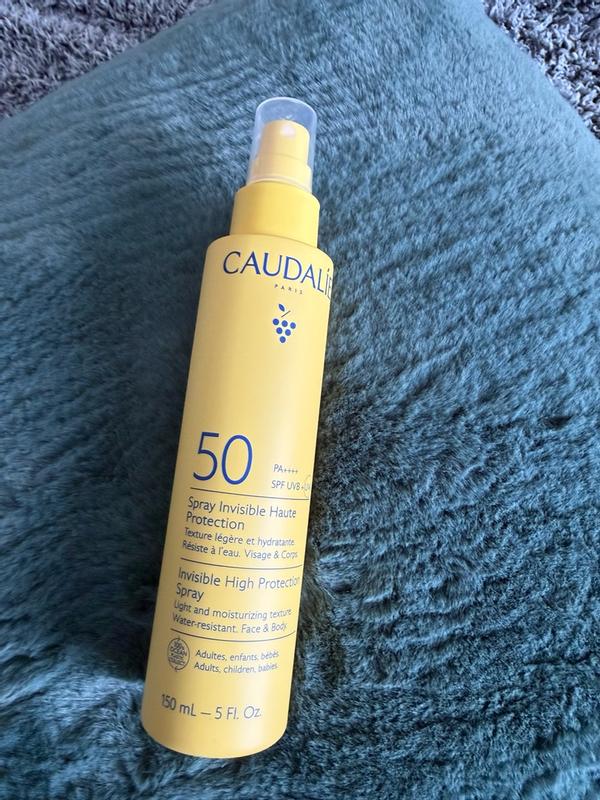 CAUDALÍE
PARIS
50
PA++++
SPF UVB+
Spray Invisible Haute
Protection
Texture légère et hydratante.
Résiste à l'eau. Visage & Corps.
Invisible High Protection
Spray
Light and moisturizing texture.
Water-resistant. Face & Body.
Adultes, enfants, bébés.
Adults, children, babies.
150 mL – 5 Fl. Oz.